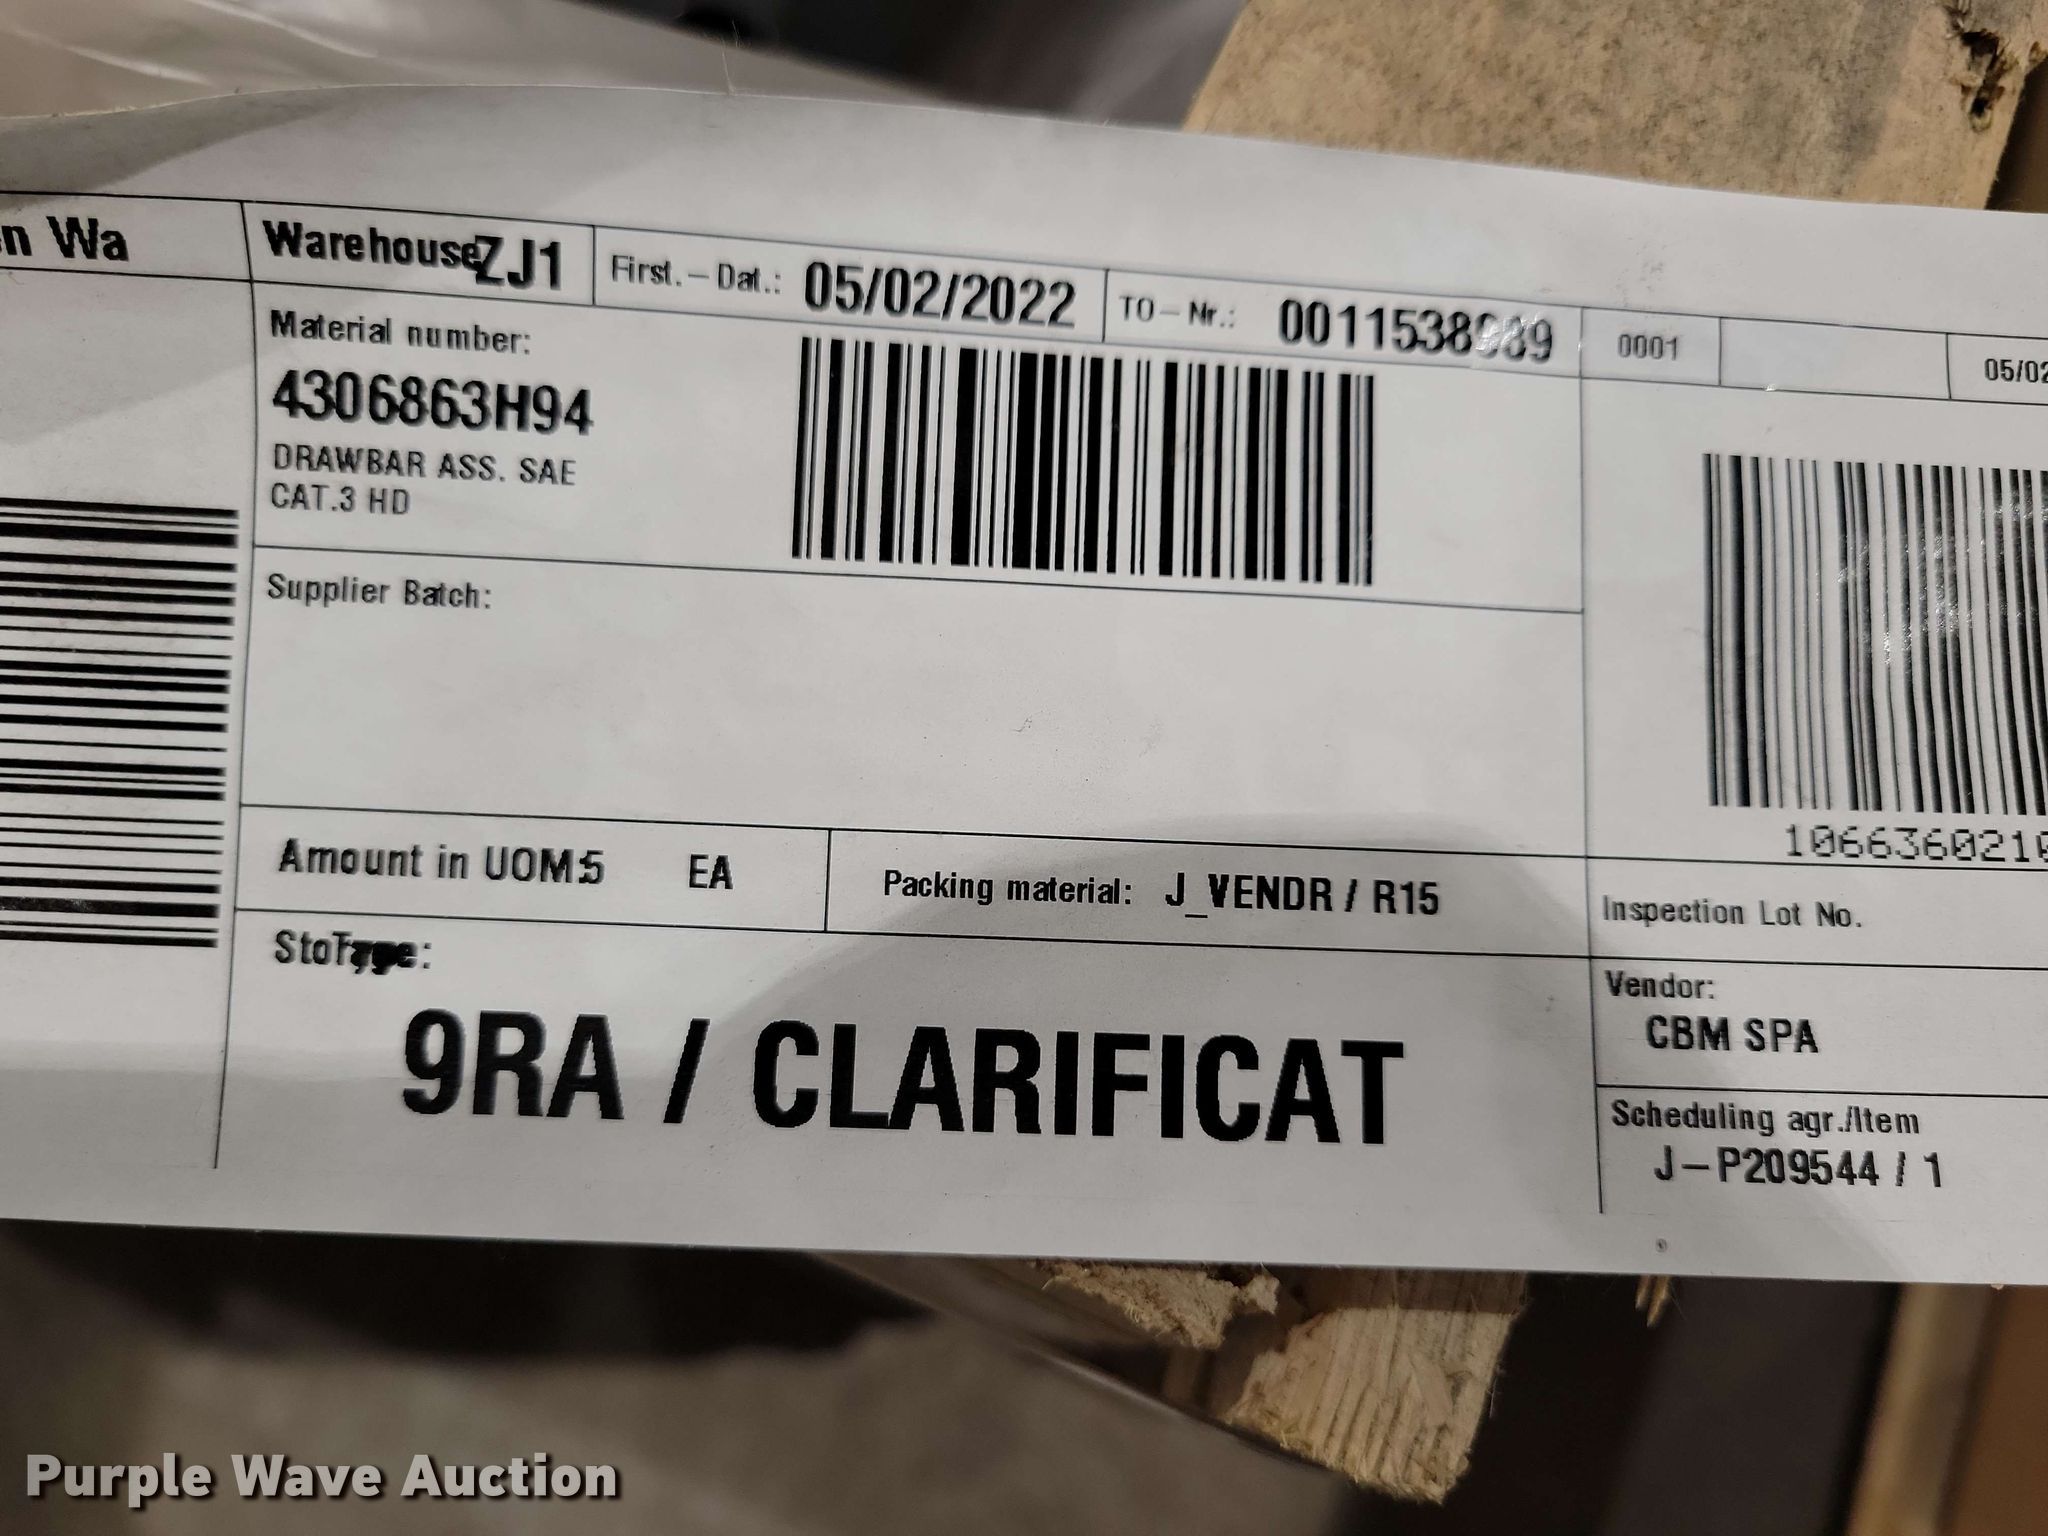 n Wa
Warehouse ZJ1
First.-Dat.: 05/02/2022
TO-Nr.:
0001
05/02
Material number:
4306863H94
DRAWBAR ASS. SAE
CAT.3 HD
Supplier Batch:
1066360210
Amount in UOM: 5 EA
Packing material: J_VENDR / R15
Inspection Lot No.
9RA / CLARIFICAT
Vendor:
CBM SPA
Scheduling agr./Item
J-P209544 / 1
Purple Wave Auction